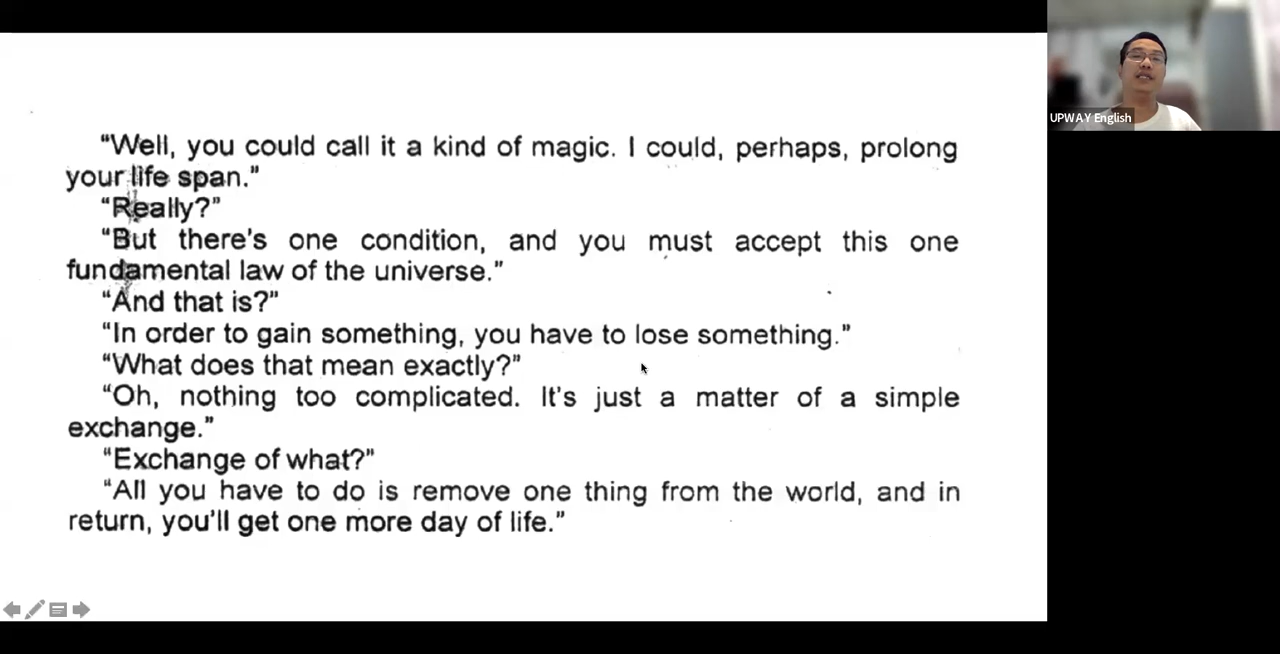 “Well, you could call it a kind of magic. I could, perhaps, prolong
your life span.”
“Really?”
“But there's one condition, and you must accept this one
fundamental law of the universe.”
“And that is?”
“In order to gain something, you have to lose something.”
“What does that mean exactly?”
“Oh, nothing too complicated. It's just a matter of a simple
exchange.”
“Exchange of what?”
“All you have to do is remove one thing from the world, and in
return, you'll get one more day of life.”
UPWAY English